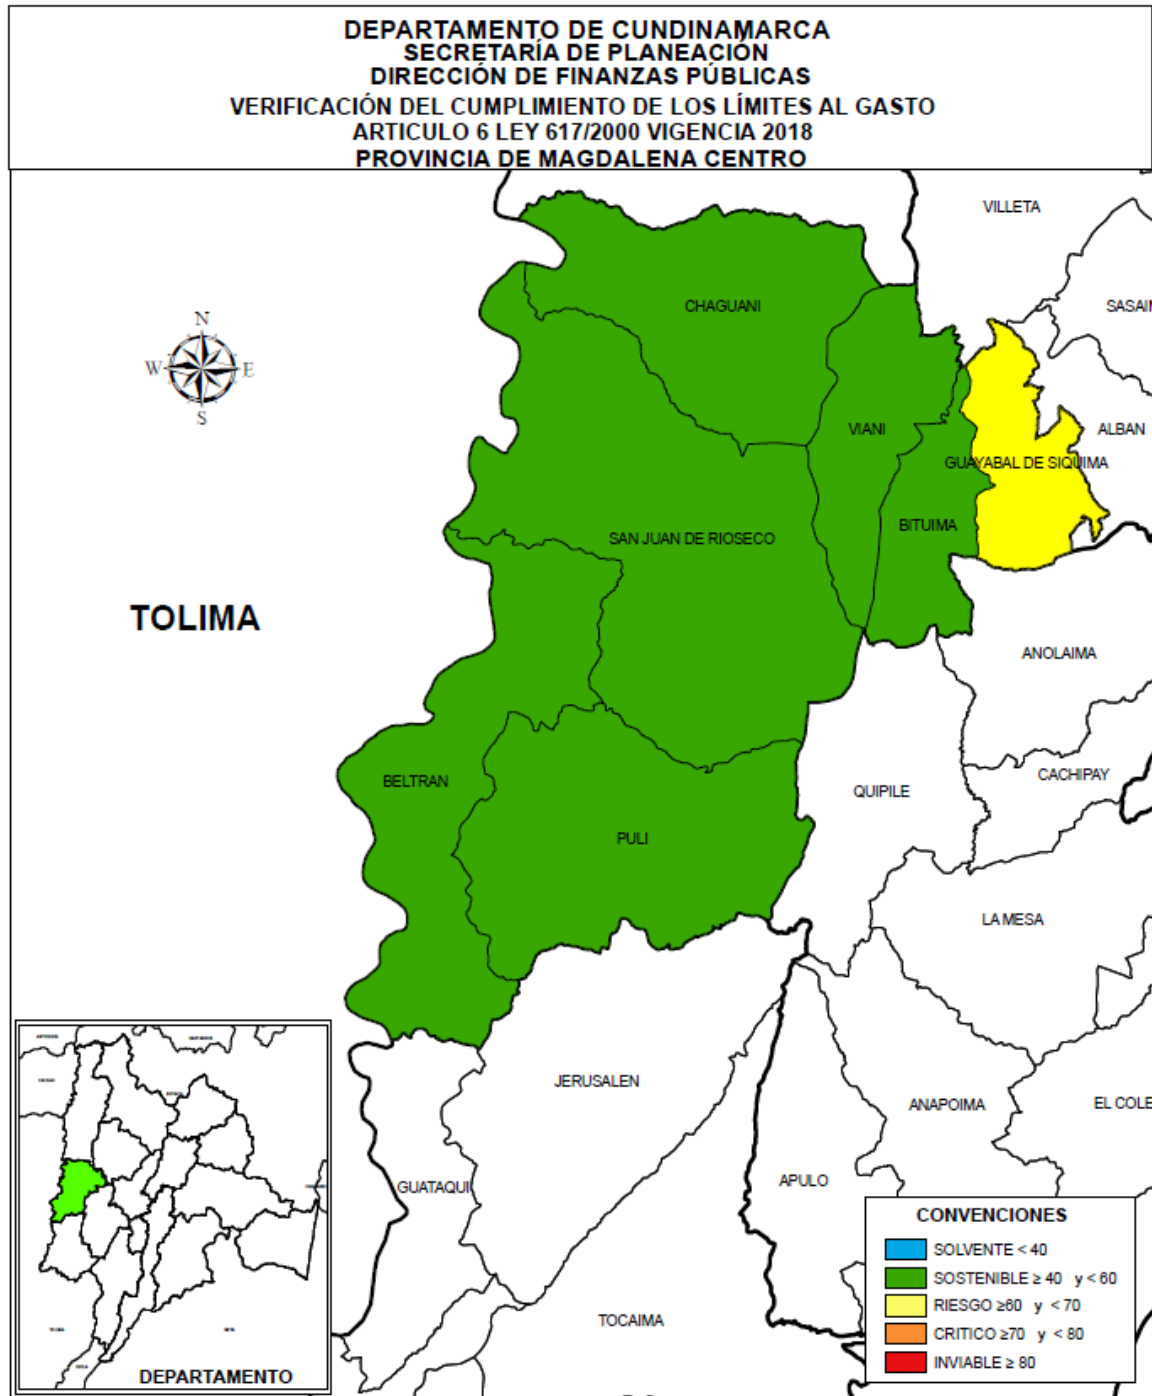 DEPARTAMENTO DE CUNDINAMARCA
SECRETARÍA DE PLANEACIÓN
DIRECCIÓN DE FINANZAS PÚBLICAS
VERIFICACIÓN DEL CUMPLIMIENTO DE LOS LÍMITES AL GASTO
ARTICULO 6 LEY 617/2000 VIGENCIA 2018
PROVINCIA DE MAGDALENA CENTRO
VILLETA
SASAI
CHAGUANI
N
W
E
S
VIANI
ALBAN
GUAYABAL DE SIQUIMA
BITUIMA
SAN JUAN DE RIOSECO
TOLIMA
ANOLAIMA
CACHIPAY
BELTRAN
QUIPILE
PULI
LA MESA
JERUSALEN
ANAPOIMA
EL COLE
GUATAQUI
APULO
TOCAIMA
CONVENCIONES
SOLVENTE < 40
SOSTENIBLE ≥ 40 y < 60
RIESGO ≥60 y < 70
CRITICO ≥70 y < 80
INVIABLE ≥ 80
DEPARTAMENTO